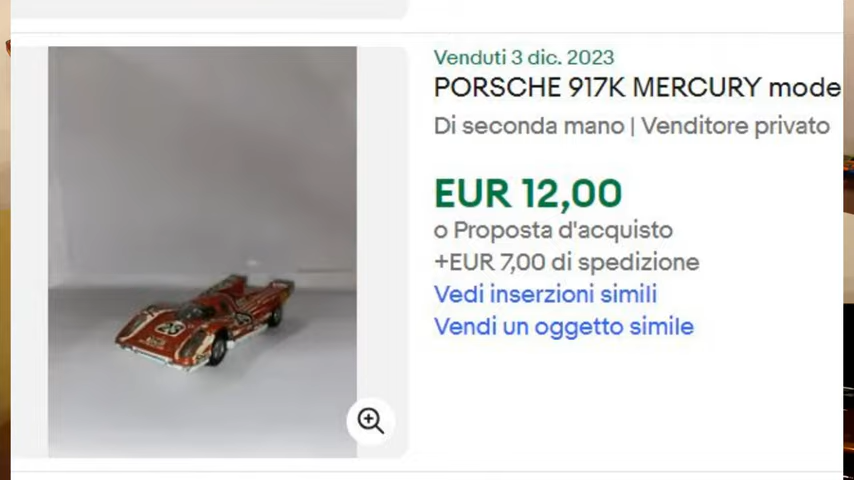 Venduti 3 dic. 2023
PORSCHE 917K MERCURY mode
Di seconda mano | Venditore privato
EUR 12,00
o Proposta d'acquisto
+EUR 7,00 di spedizione
Vedi inserzioni simili
Vendi un oggetto simile
23